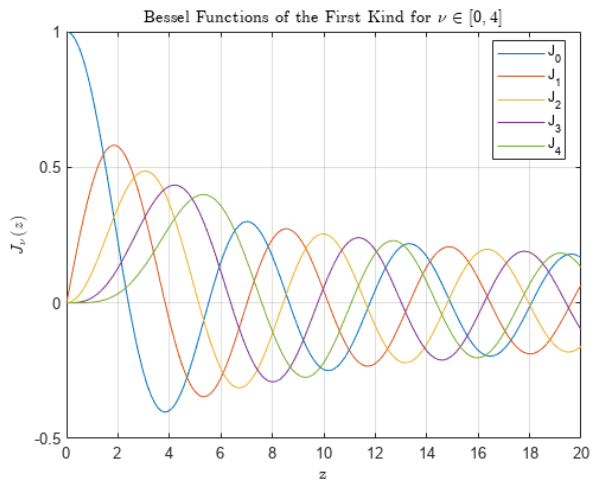 Bessel Functions of the First Kind for ν ∈ [0, 4]
J_0
J_1
J_2
J_3
J_4
1
0.5
0
-0.5
J_ν(z)
0 2 4 6 8 10 12 14 16 18 20
z